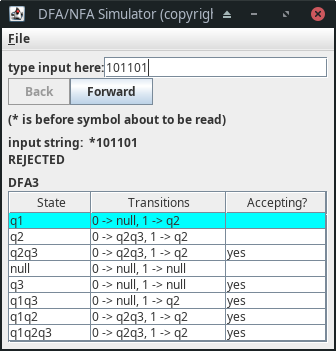 DFA/NFA Simulator (copyrigh
File
type input here: 101101
Back Forward
(* is before symbol about to be read)
input string: *101101
REJECTED
DFA3
State Transitions Accepting?
q1 0 -> null, 1 -> q2
q2 0 -> q2q3, 1 -> q2
q2q3 0 -> q2q3, 1 -> q2 yes
null 0 -> null, 1 -> null
q3 0 -> null, 1 -> null yes
q1q3 0 -> null, 1 -> q2 yes
q1q2 0 -> q2q3, 1 -> q2 yes
q1q2q3 0 -> q2q3, 1 -> q2 yes